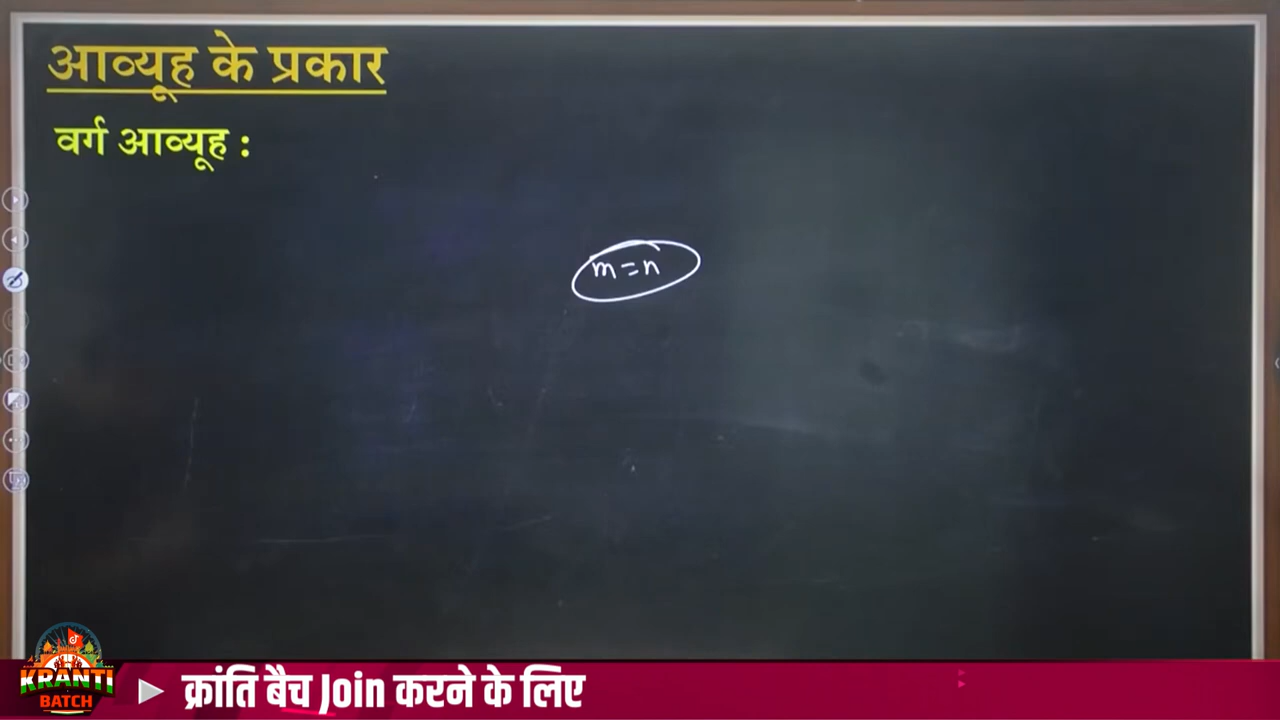 आव्यूह के प्रकार
वर्ग आव्यूह :
m = n
KRANTI
BATCH
क्रांति बैच Join करने के लिए